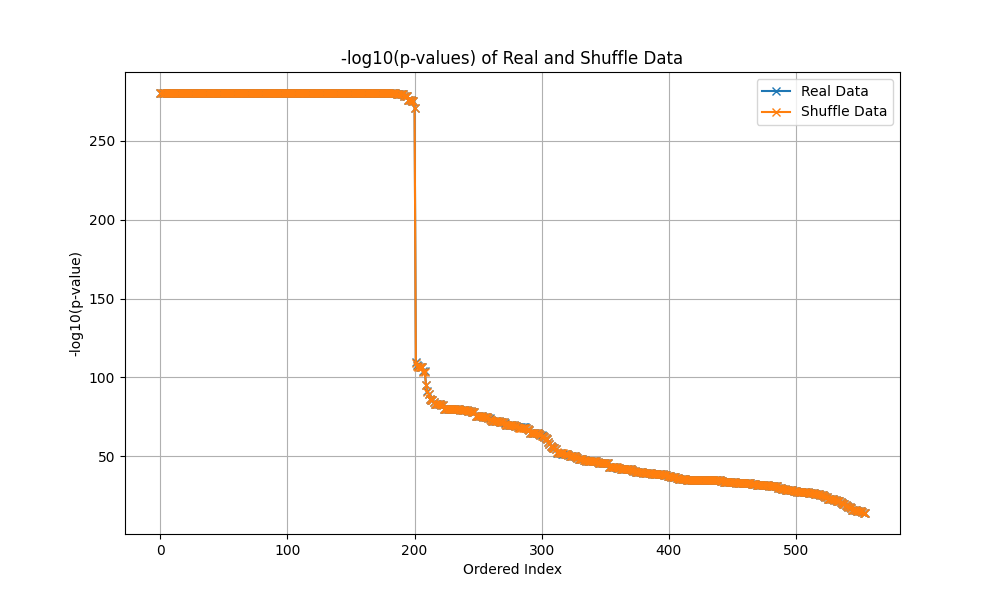 -log10(p-values) of Real and Shuffle Data
Real Data
Shuffle Data
-log10(p-value)
250
200
150
100
50
0 100 200 300 400 500
Ordered Index